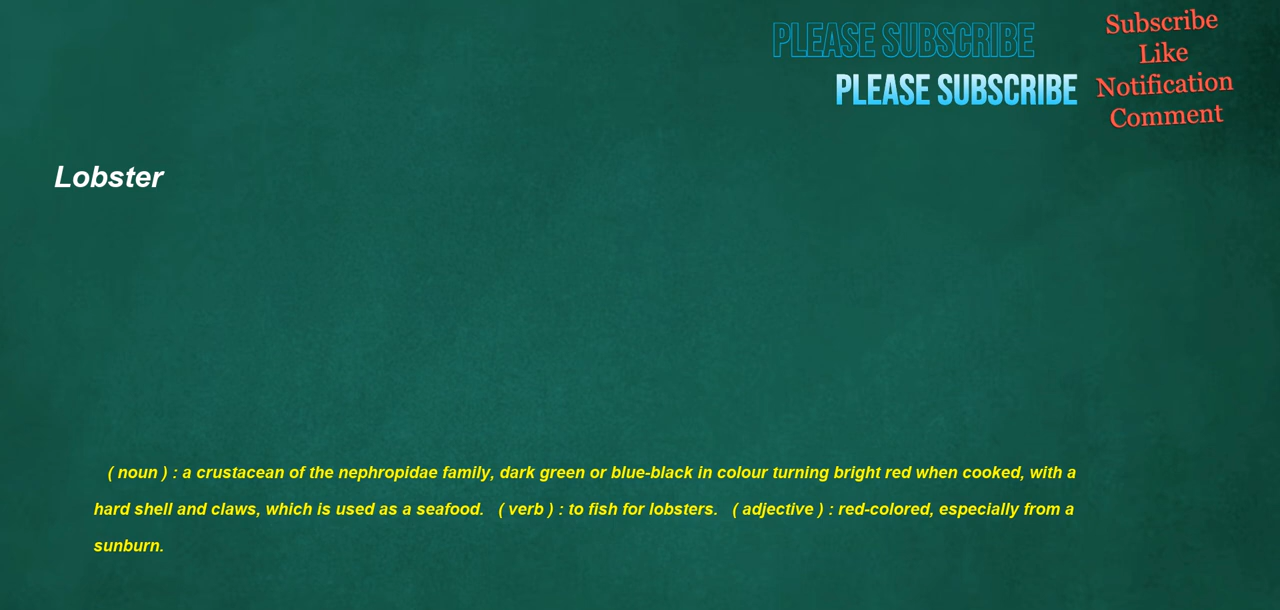 PLEASE SUBSCRIBE
PLEASE SUBSCRIBE
Subscribe
Like
Notification
Comment
Lobster
( noun ) : a crustacean of the nephropidae family, dark green or blue-black in colour turning bright red when cooked, with a
hard shell and claws, which is used as a seafood. ( verb ) : to fish for lobsters. ( adjective ) : red-colored, especially from a
sunburn.